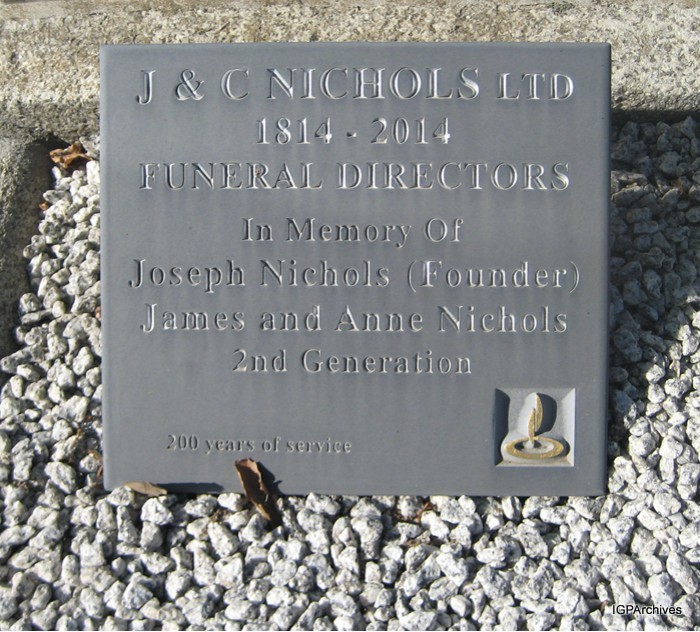 J & C NICHOLS LTD
1814 - 2014
FUNERAL DIRECTORS
In Memory Of
Joseph Nichols (Founder)
James and Anne Nichols
2nd Generation
200 years of service
IGPArchives